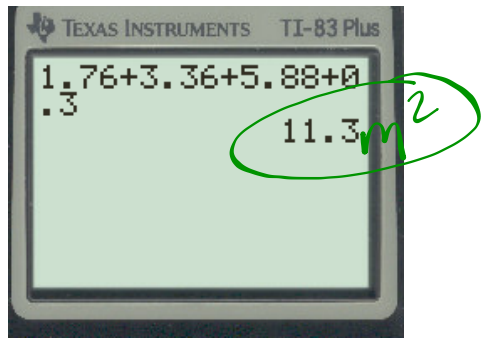 TEXAS INSTRUMENTS TI-83 Plus
1.76+3.36+5.88+0
.3
11.3m²